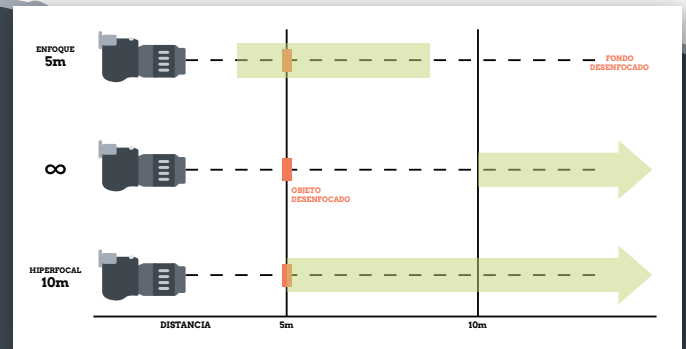 ENFOQUE
5m
FONDO
DESENFOCADO
∞
OBJETO
DESENFOCADO
HIPERFOCAL
10m
DISTANCIA 5m 10m